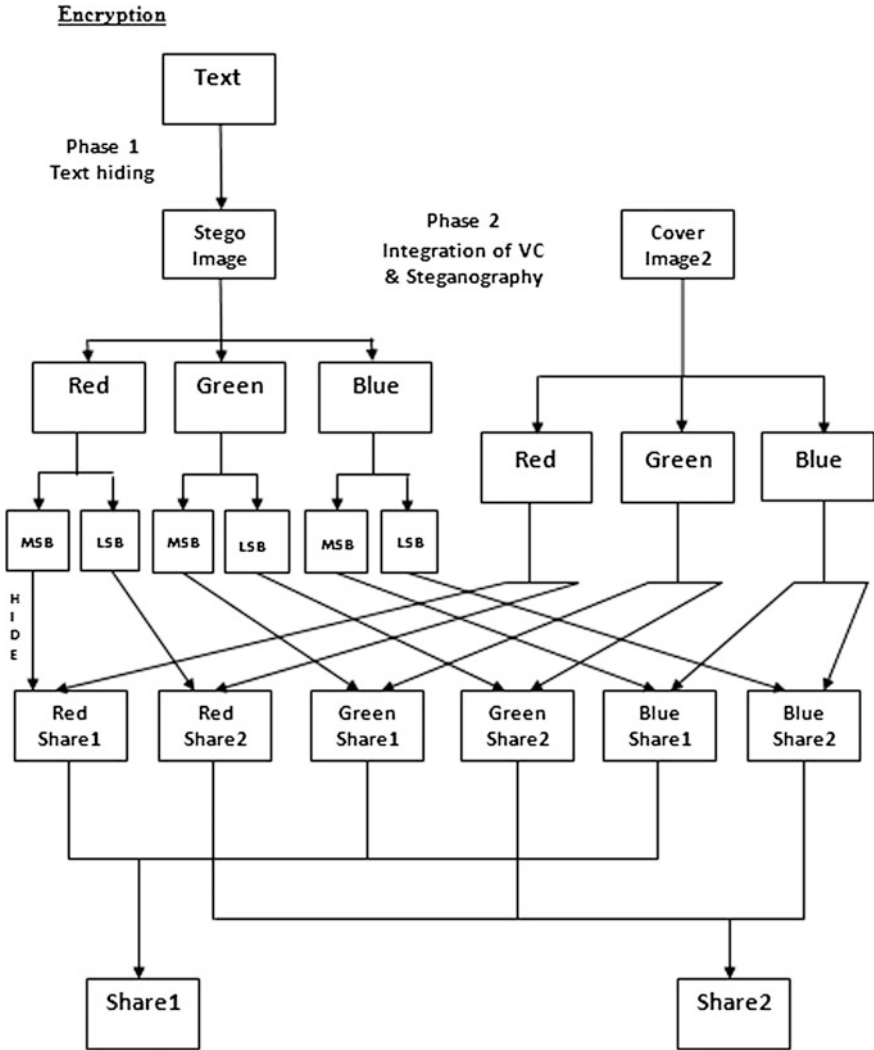 Encryption
Text
Phase 1
Text hiding
Stego
Image
Phase 2
Integration of VC
& Steganography
Cover
Image2
Red
Green
Blue
Red
Green
Blue
MSB
LSB
MSB
LSB
MSB
LSB
HIDE
Red
Share1
Red
Share2
Green
Share1
Green
Share2
Blue
Share1
Blue
Share2
Share1
Share2